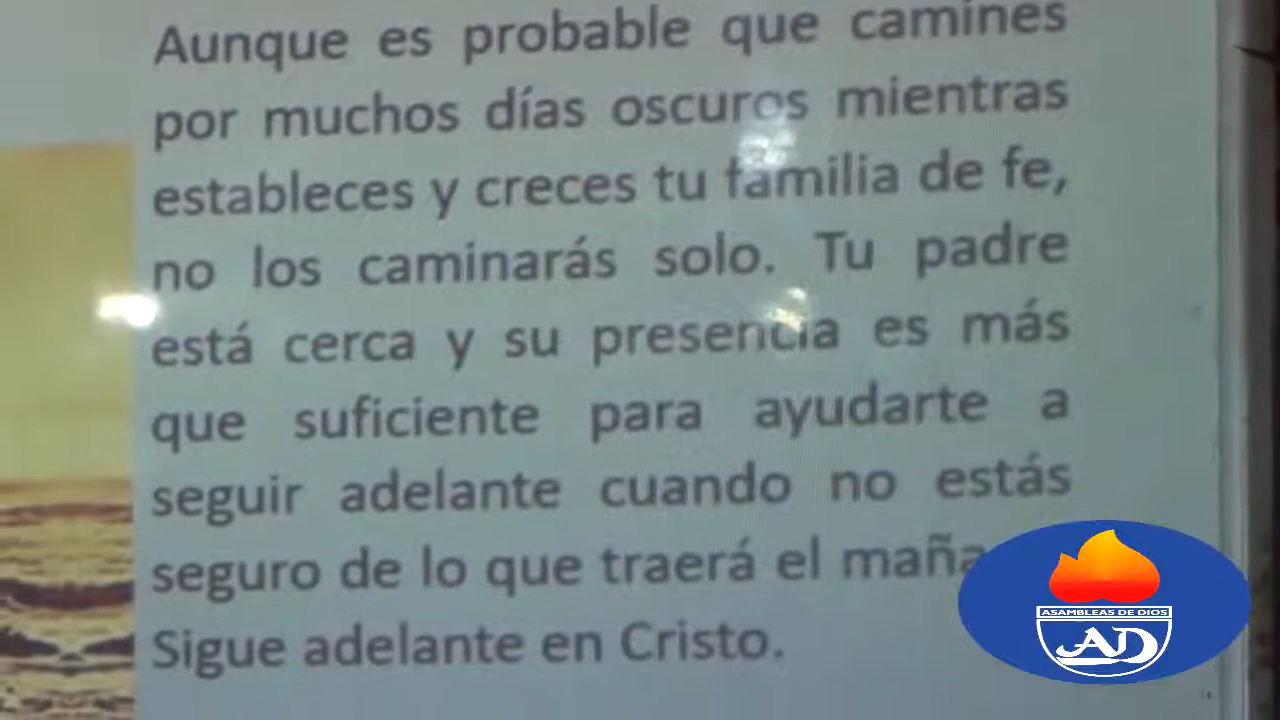 Aunque es probable que camines
por muchos días oscuros mientras
estableces y creces tu familia de fe,
no los caminarás solo. Tu padre
está cerca y su presencia es más
que suficiente para ayudarte a
seguir adelante cuando no estás
seguro de lo que traerá el
Sigue adelante en Cristo.
ASAMBLEAS DE DIOS
AD